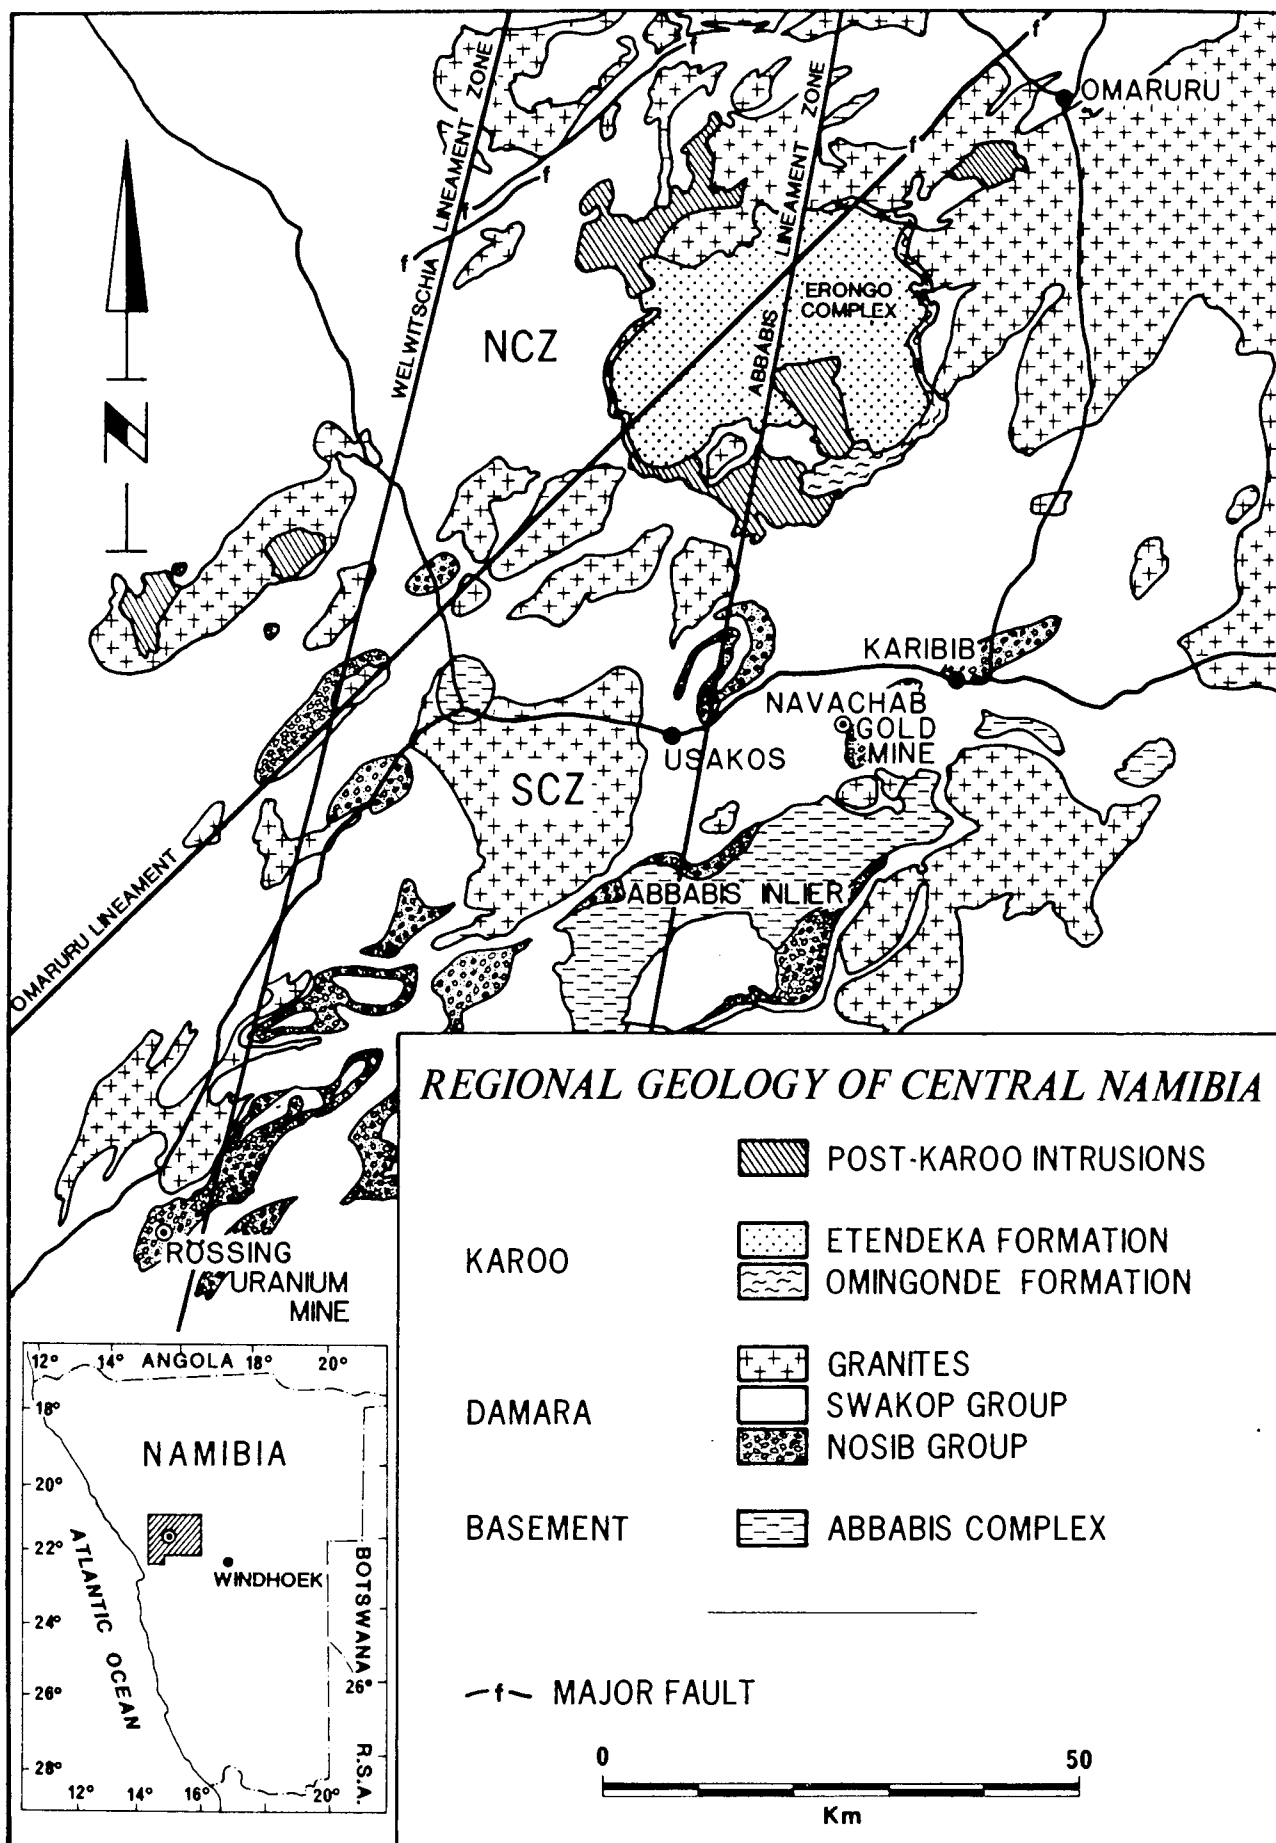 WELWITSCHIA LINEAMENT ZONE
ABBABIS LINEAMENT ZONE
f
f
f
f
f
f
OMARURU
ERONGO
COMPLEX
NCZ
N
KARIBIB
NAVACHAB
GOLD
MINE
USAKOS
SCZ
ABBABIS INLIER
OMARURU LINEAMENT
RÖSSING
URANIUM
MINE
REGIONAL GEOLOGY OF CENTRAL NAMIBIA
POST-KAROO INTRUSIONS
KAROO
ETENDEKA FORMATION
OMINGONDE FORMATION
DAMARA
GRANITES
SWAKOP GROUP
NOSIB GROUP
BASEMENT
ABBABIS COMPLEX
f MAJOR FAULT
0 50
Km
12° 14° ANGOLA 18° 20°
18°
NAMIBIA
20°
22°
WINDHOEK
24°
ATLANTIC OCEAN
BOTSWANA
26° 26°
28°
R.S.A.
12° 14° 16° 20°